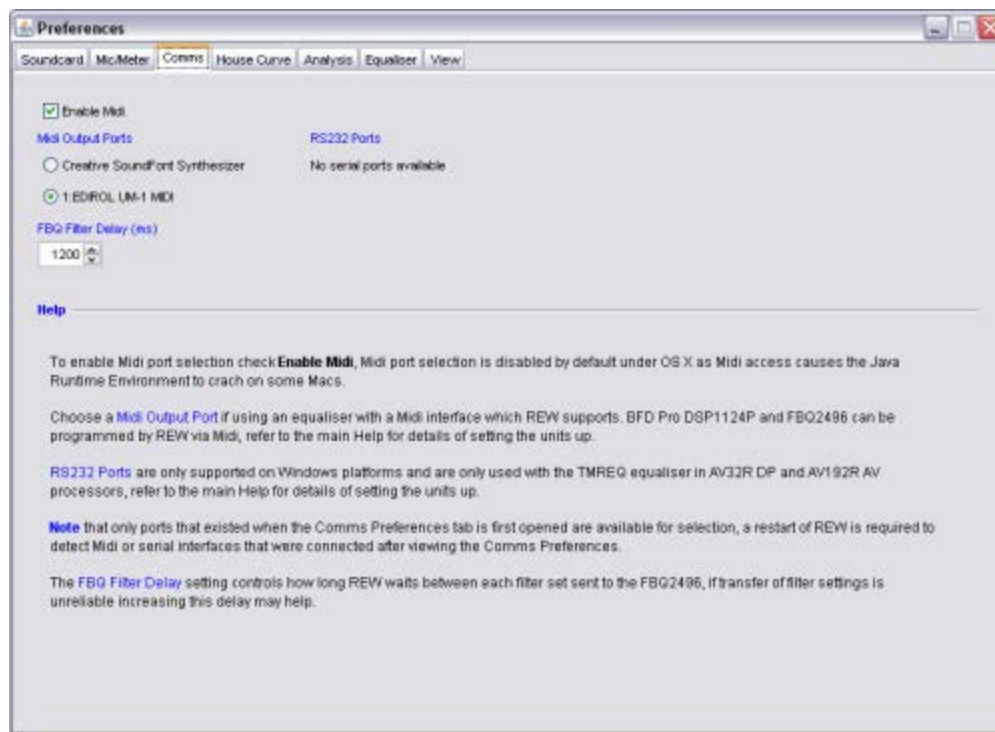 Preferences
Soundcard Mic/Meter Comms House Curve Analysis Equaliser View
Enable Midi
Midi Output Ports RS232 Ports
Creative SoundFont Synthesizer No serial ports available
1:EDIROL UM-1 MIDI
FBQ Filter Delay (ms)
1200
Help
To enable Midi port selection check Enable Midi, Midi port selection is disabled by default under OS X as Midi access causes the Java
Runtime Environment to crach on some Macs.
Choose a Midi Output Port if using an equaliser with a Midi interface which REW supports. BFD Pro DSP1124P and FBQ2496 can be
programmed by REW via Midi, refer to the main Help for details of setting the units up.
RS232 Ports are only supported on Windows platforms and are only used with the TMREQ equaliser in AV32R DP and AV192R AV
processors, refer to the main Help for details of setting the units up.
Note that only ports that existed when the Comms Preferences tab is first opened are available for selection, a restart of REW is required to
detect Midi or serial interfaces that were connected after viewing the Comms Preferences.
The FBQ Filter Delay setting controls how long REW waits between each filter set sent to the FBQ2496, if transfer of filter settings is
unreliable increasing this delay may help.